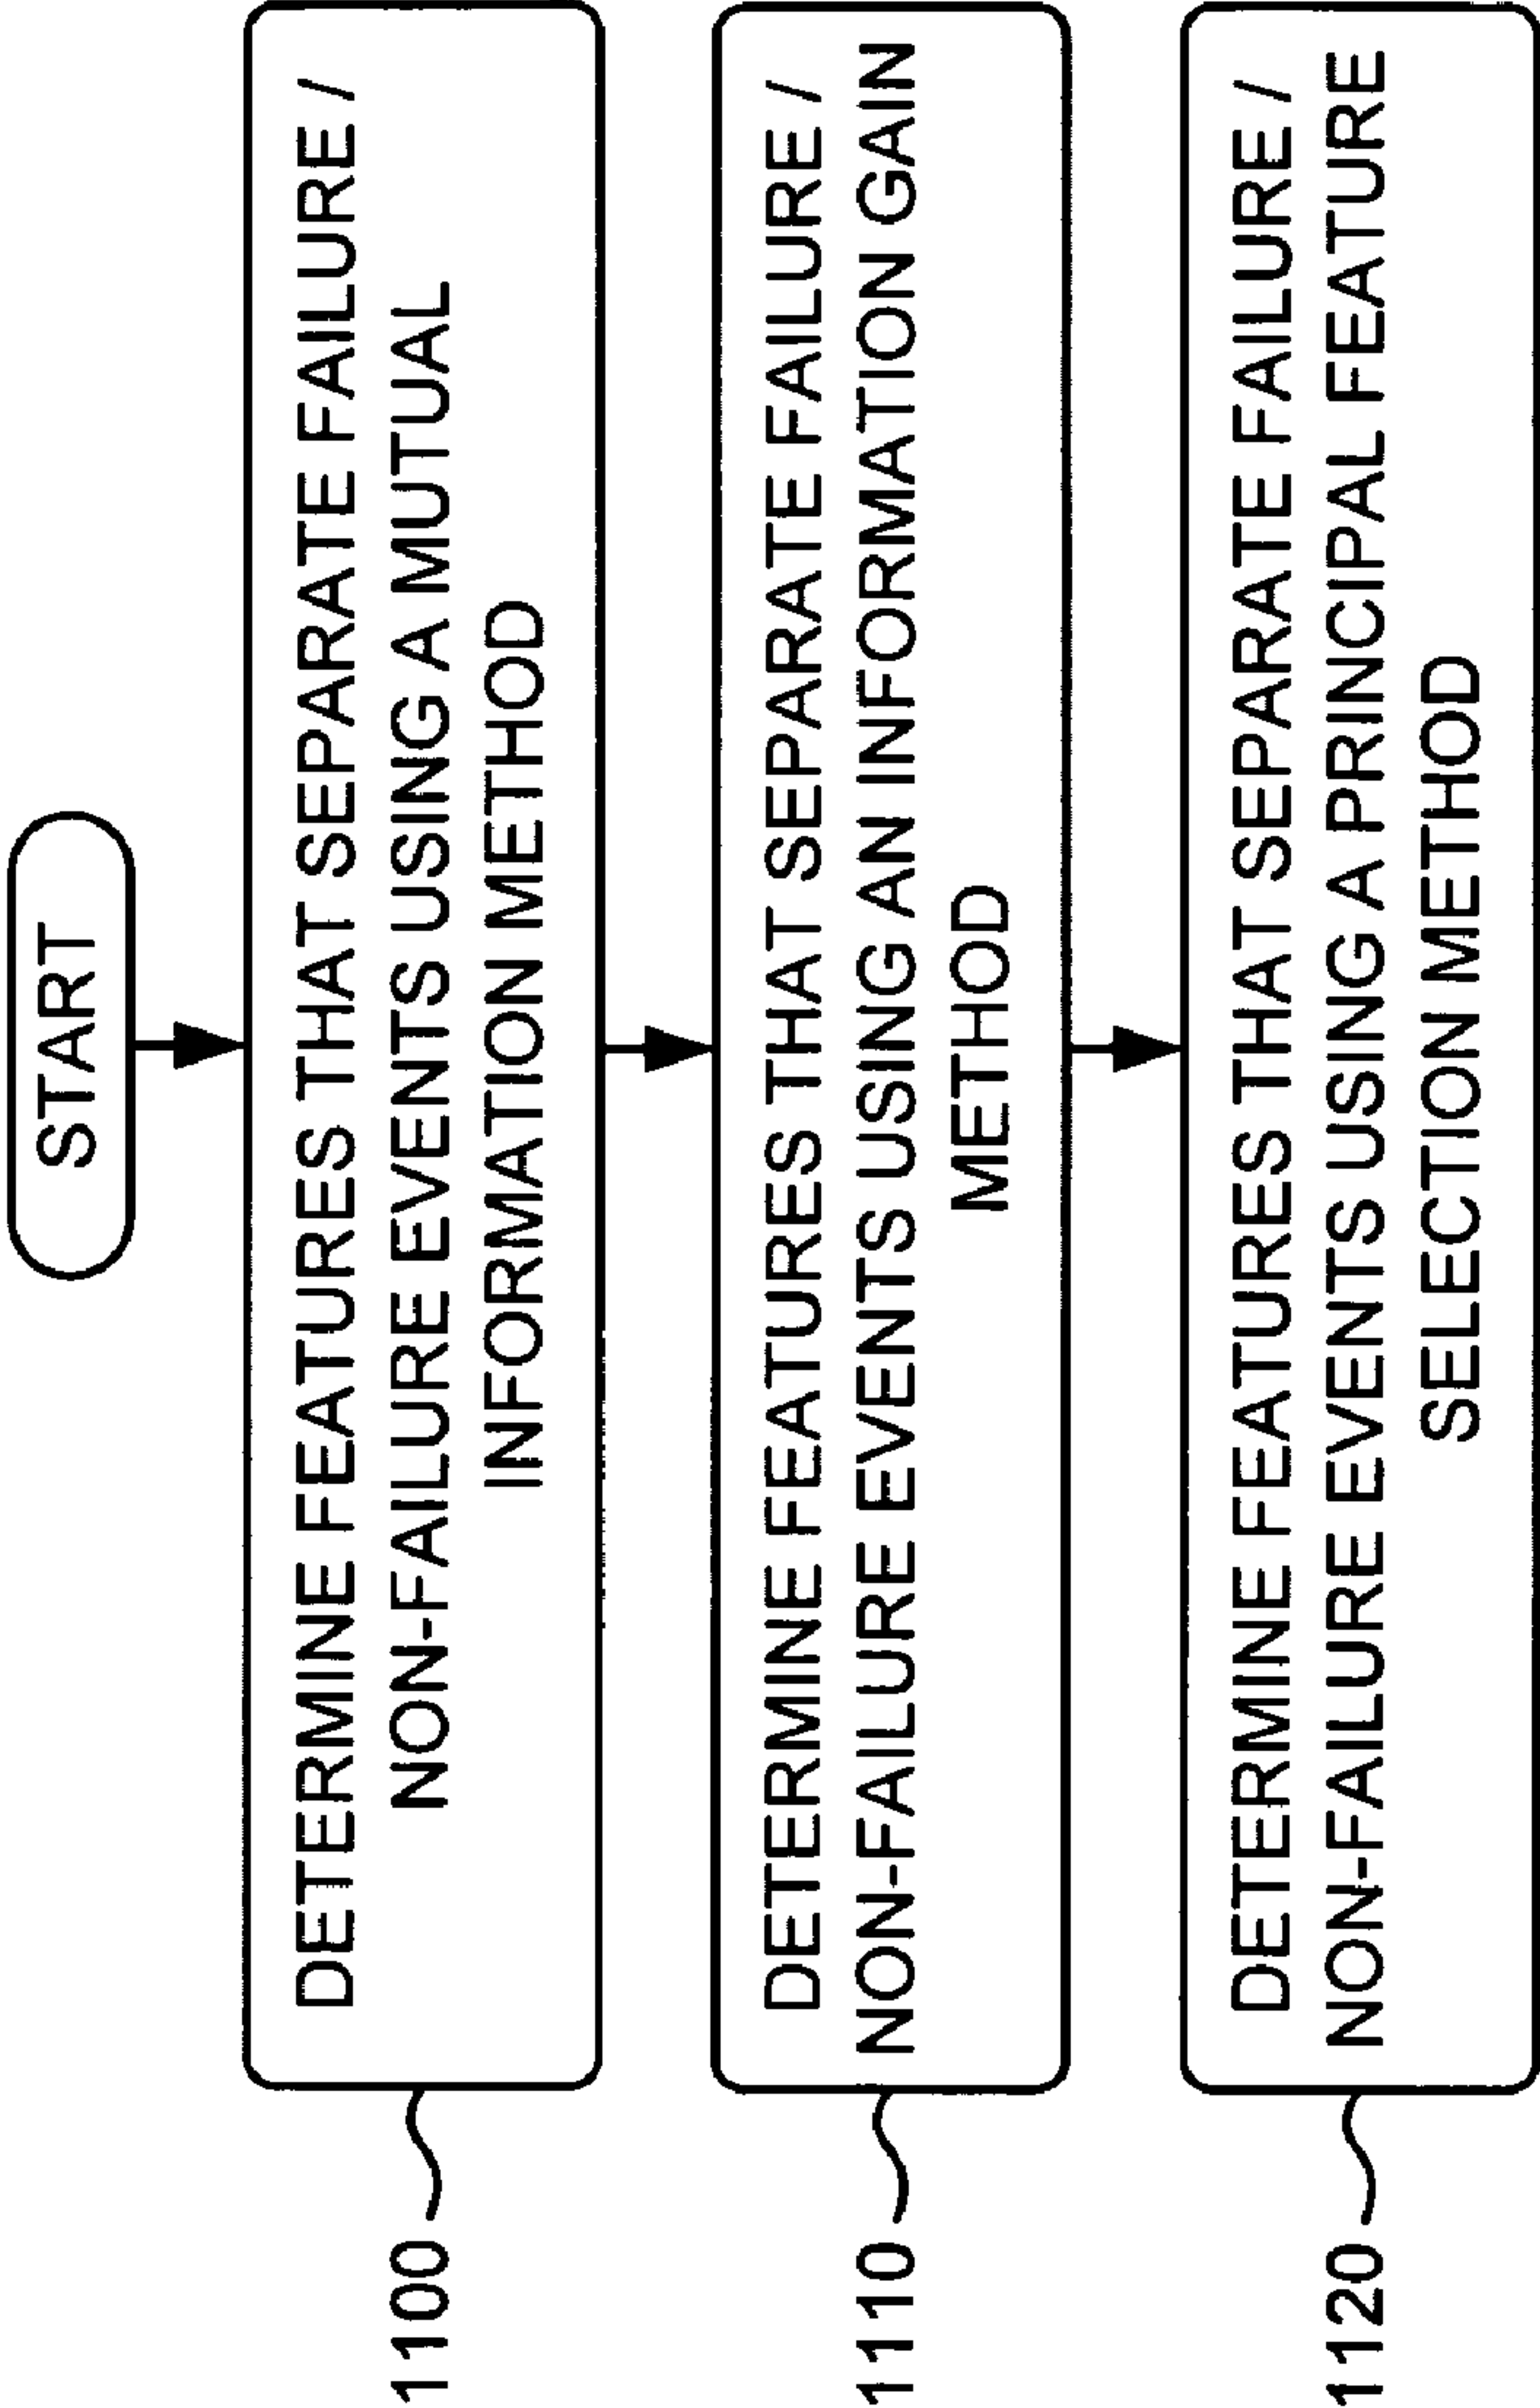 START
1100
DETERMINE FEATURES THAT SEPARATE FAILURE /
NON-FAILURE EVENTS USING A MUTUAL
INFORMATION METHOD
1110
DETERMINE FEATURES THAT SEPARATE FAILURE /
NON-FAILURE EVENTS USING AN INFORMATION GAIN
METHOD
1120
DETERMINE FEATURES THAT SEPARATE FAILURE /
NON-FAILURE EVENTS USING A PRINCIPAL FEATURE
SELECTION METHOD